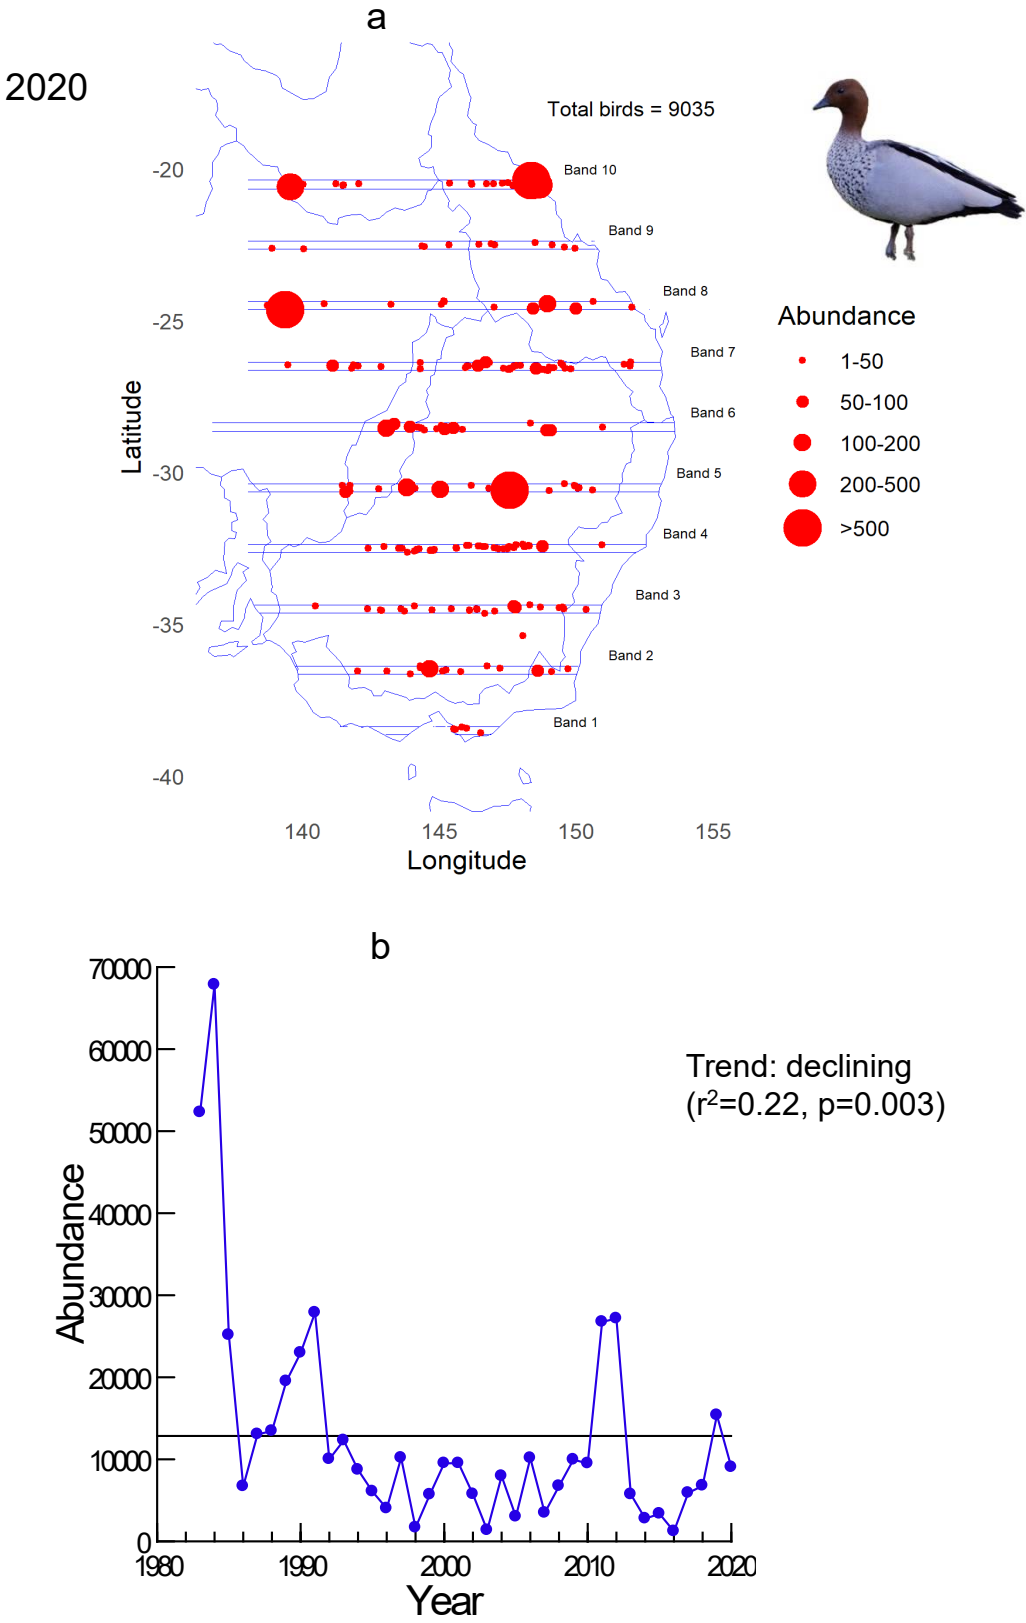 a
2020
Total birds = 9035
-20
-25
-30
-35
-40
Latitude
Band 10
Band 9
Band 8
Band 7
Band 6
Band 5
Band 4
Band 3
Band 2
Band 1
140 145 150 155
Longitude
Abundance
1-50
50-100
100-200
200-500
>500
b
70000
60000
50000
40000
30000
20000
10000
0
Abundance
Trend: declining
(r²=0.22, p=0.003)
1980 1990 2000 2010 2020
Year